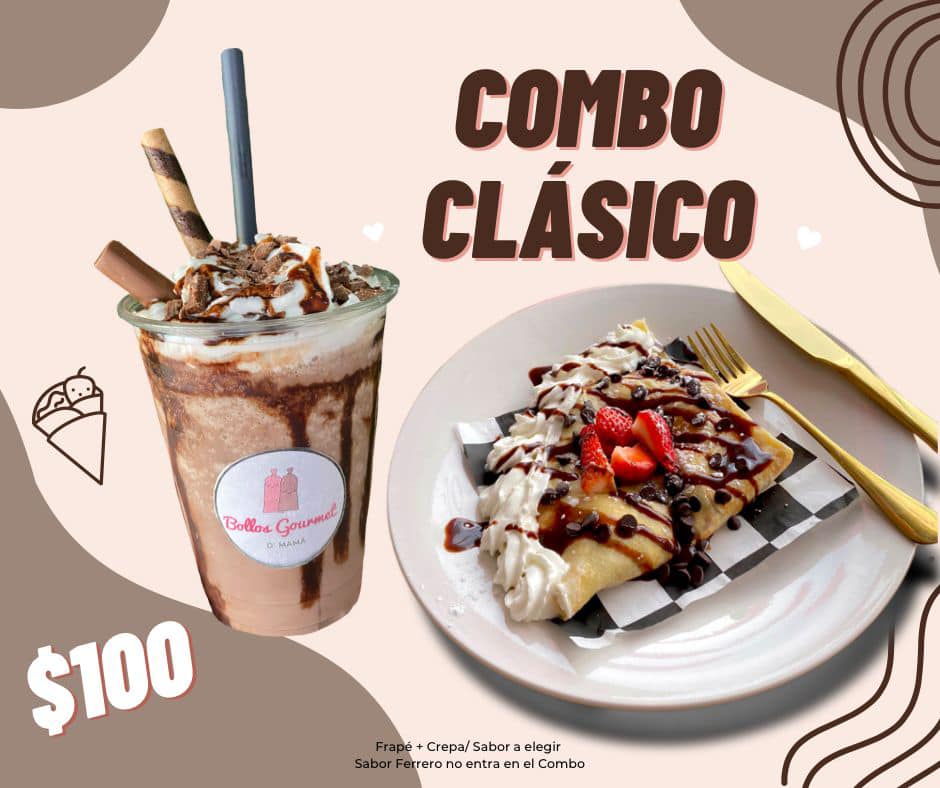 COMBO
CLÁSICO
Bollos Gourmet
D' MAMÁ
$100
Frapé + Crepa/ Sabor a elegir
Sabor Ferrero no entra en el Combo